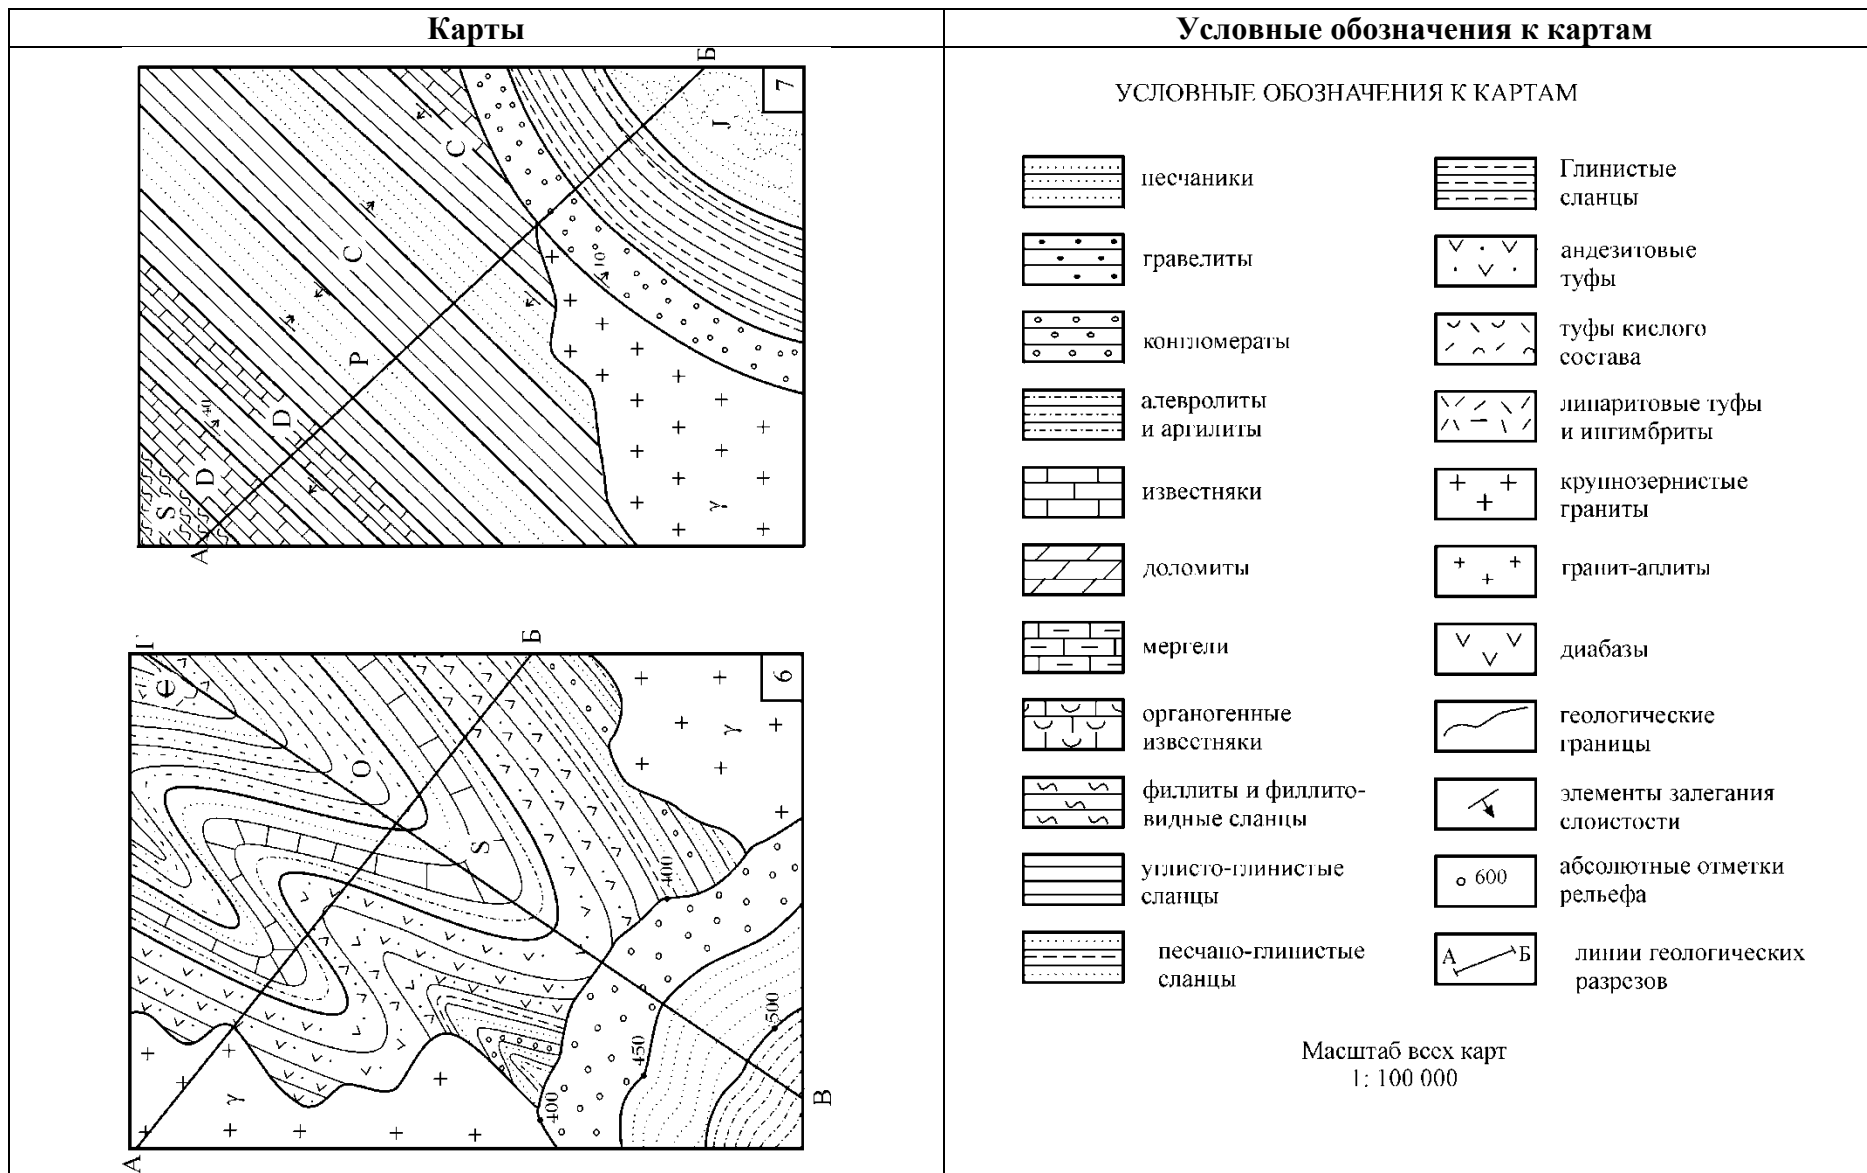 Карты
Условные обозначения к картам
Б
7
J
C
C
10
P
D
40
D
S
А
γ
Г
Б
Є
6
O
γ
S
400
500
450
400
γ
В
А
УСЛОВНЫЕ ОБОЗНАЧЕНИЯ К КАРТАМ
песчаники
гравелиты
конгломераты
алевролиты
и аргилиты
известняки
доломиты
мергели
органогенные
известняки
филлиты и филлито-
видные сланцы
углисто-глинистые
сланцы
песчано-глинистые
сланцы
Глинистые
сланцы
андезитовые
туфы
туфы кислого
состава
липаритовые туфы
и ингимбриты
крупнозернистые
граниты
гранит-аплиты
диабазы
геологические
границы
элементы залегания
слоистости
600
абсолютные отметки
рельефа
А Б
линии геологических
разрезов
Масштаб всех карт
1: 100 000